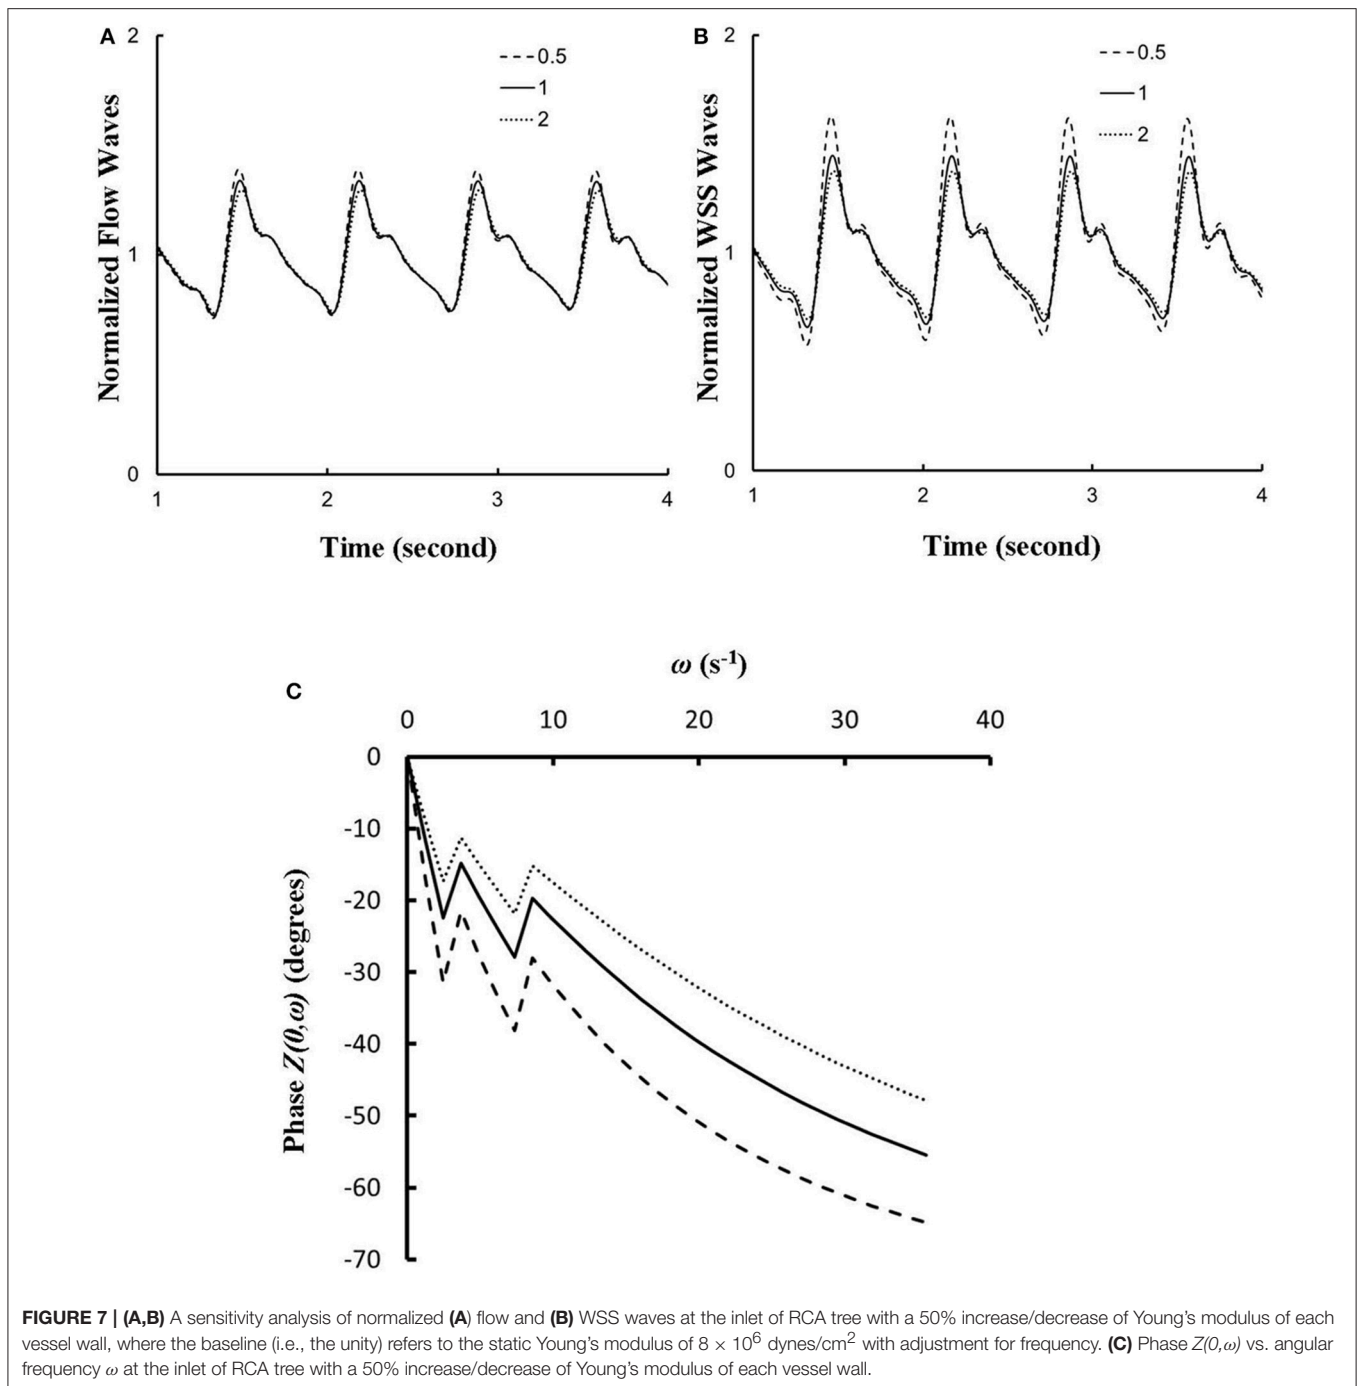 A
2
1
0
Normalized Flow Waves
0.5
1
2
1
2
3
4
Time (second)
B
2
1
0
Normalized WSS Waves
0.5
1
2
1
2
3
4
Time (second)
C
ω (s-1)
0
10
20
30
40
0
-10
-20
-30
-40
-50
-60
-70
Phase Z(0,ω) (degrees)
FIGURE 7 | (A,B) A sensitivity analysis of normalized (A) flow and (B) WSS waves at the inlet of RCA tree with a 50% increase/decrease of Young's modulus of each
vessel wall, where the baseline (i.e., the unity) refers to the static Young's modulus of 8 × 10⁶ dynes/cm² with adjustment for frequency. (C) Phase Z(0,ω) vs. angular
frequency ω at the inlet of RCA tree with a 50% increase/decrease of Young's modulus of each vessel wall.